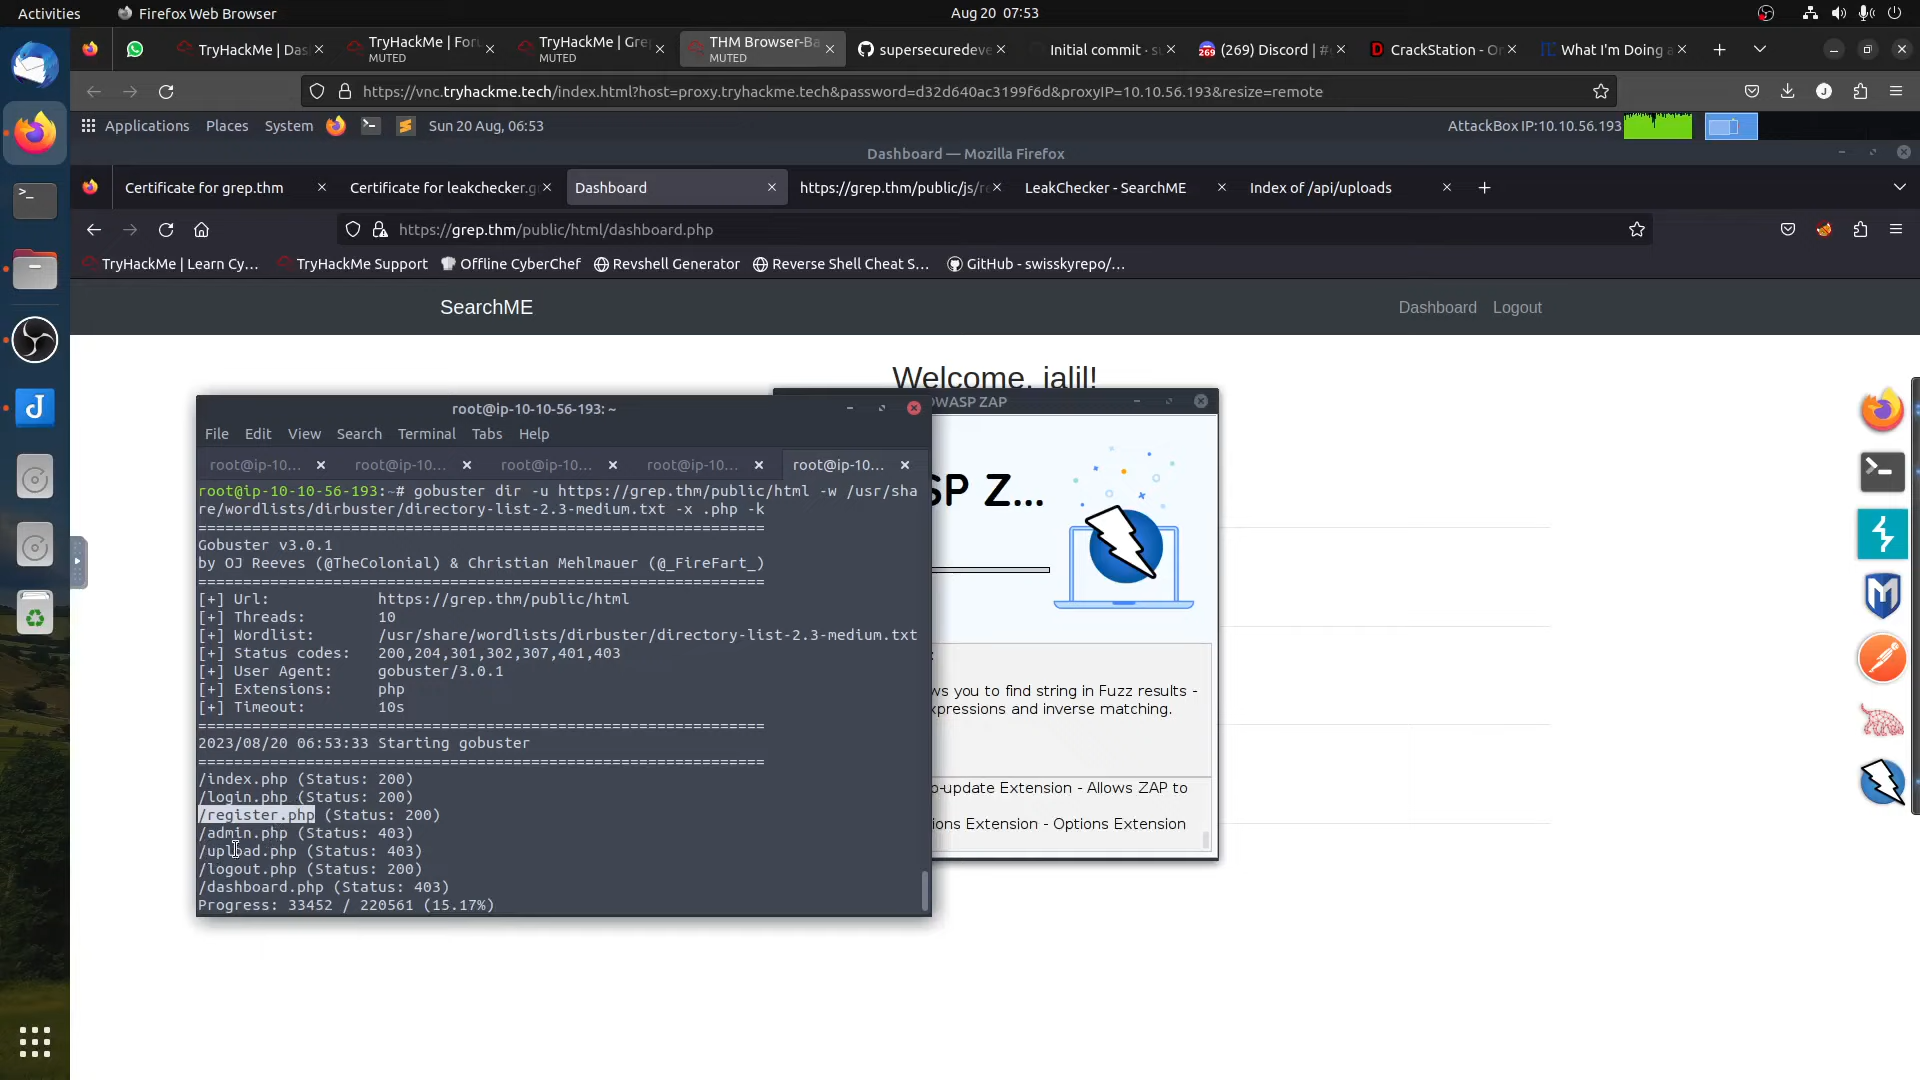 Activities
Firefox Web Browser
Aug 20 07:53
TryHackMe | Das
TryHackMe | Foru
MUTED
TryHackMe | Gre
MUTED
THM Browser-Ba
MUTED
supersecuredeve
Initial commit · su
(269) Discord | #
CrackStation - On
What I'm Doing a
https://vnc.tryhackme.tech/index.html?host=proxy.tryhackme.tech&password=d32d640ac3199f6d&proxyIP=10.10.56.193&resize=remote
Applications
Places
System
Sun 20 Aug, 06:53
AttackBox IP:10.10.56.193
Dashboard — Mozilla Firefox
Certificate for grep.thm
Certificate for leakchecker.g
Dashboard
https://grep.thm/public/js/re
LeakChecker - SearchME
Index of /api/uploads
https://grep.thm/public/html/dashboard.php
TryHackMe | Learn Cy...
TryHackMe Support
Offline CyberChef
Revshell Generator
Reverse Shell Cheat S...
GitHub - swisskyrepo/...
SearchME
Dashboard
Logout
Welcome, jalil!
root@ip-10-10-56-193: ~
File Edit View Search Terminal Tabs Help
root@ip-10...
root@ip-10...
root@ip-10...
root@ip-10...
root@ip-10...
root@ip-10-10-56-193:~# gobuster dir -u https://grep.thm/public/html -w /usr/sha
re/wordlists/dirbuster/directory-list-2.3-medium.txt -x .php -k
===============================================================
Gobuster v3.0.1
by OJ Reeves (@TheColonial) & Christian Mehlmauer (@_FireFart_)
===============================================================
[+] Url: https://grep.thm/public/html
[+] Threads: 10
[+] Wordlist: /usr/share/wordlists/dirbuster/directory-list-2.3-medium.txt
[+] Status codes: 200,204,301,302,307,401,403
[+] User Agent: gobuster/3.0.1
[+] Extensions: php
[+] Timeout: 10s
===============================================================
2023/08/20 06:53:33 Starting gobuster
===============================================================
/index.php (Status: 200)
/login.php (Status: 200)
/register.php (Status: 200)
/admin.php (Status: 403)
/upload.php (Status: 403)
/logout.php (Status: 200)
/dashboard.php (Status: 403)
Progress: 33452 / 220561 (15.17%)
OWASP ZAP
SP Z...
ws you to find string in Fuzz results -
xpressions and inverse matching.
o-update Extension - Allows ZAP to
ions Extension - Options Extension